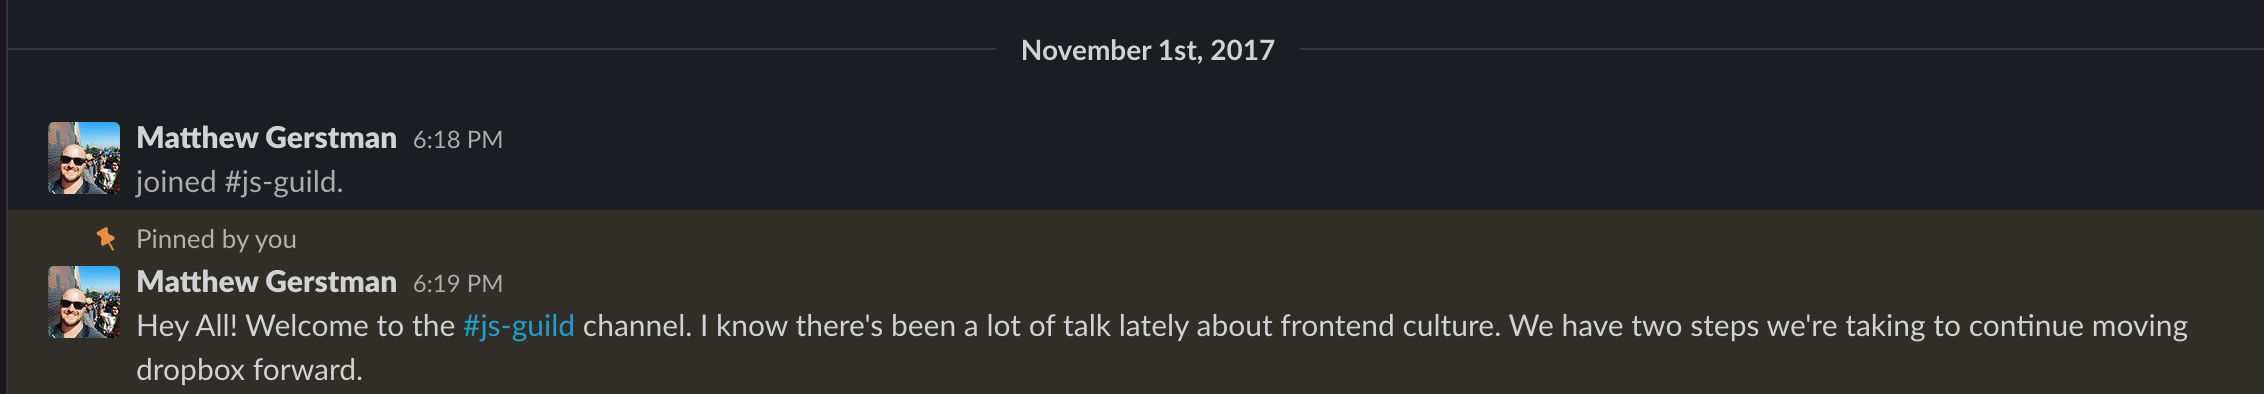 November 1st, 2017
Matthew Gerstman 6:18 PM
joined #js-guild.
Pinned by you
Matthew Gerstman 6:19 PM
Hey All! Welcome to the #js-guild channel. I know there's been a lot of talk lately about frontend culture. We have two steps we're taking to continue moving
dropbox forward.